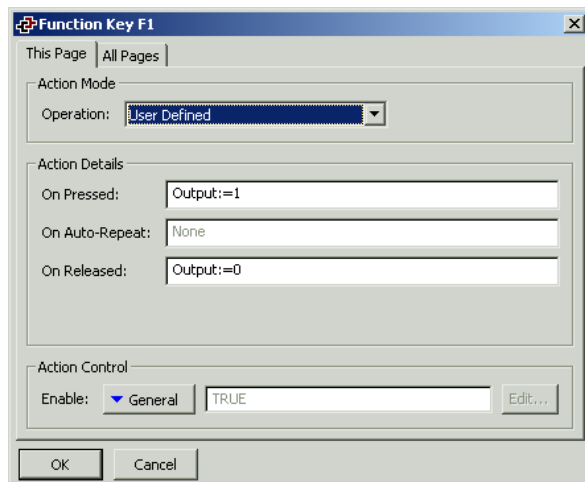 Function Key F1
This Page All Pages
Action Mode
Operation: User Defined
Action Details
On Pressed: Output:=1
On Auto-Repeat: None
On Released: Output:=0
Action Control
Enable: General TRUE Edit...
OK Cancel